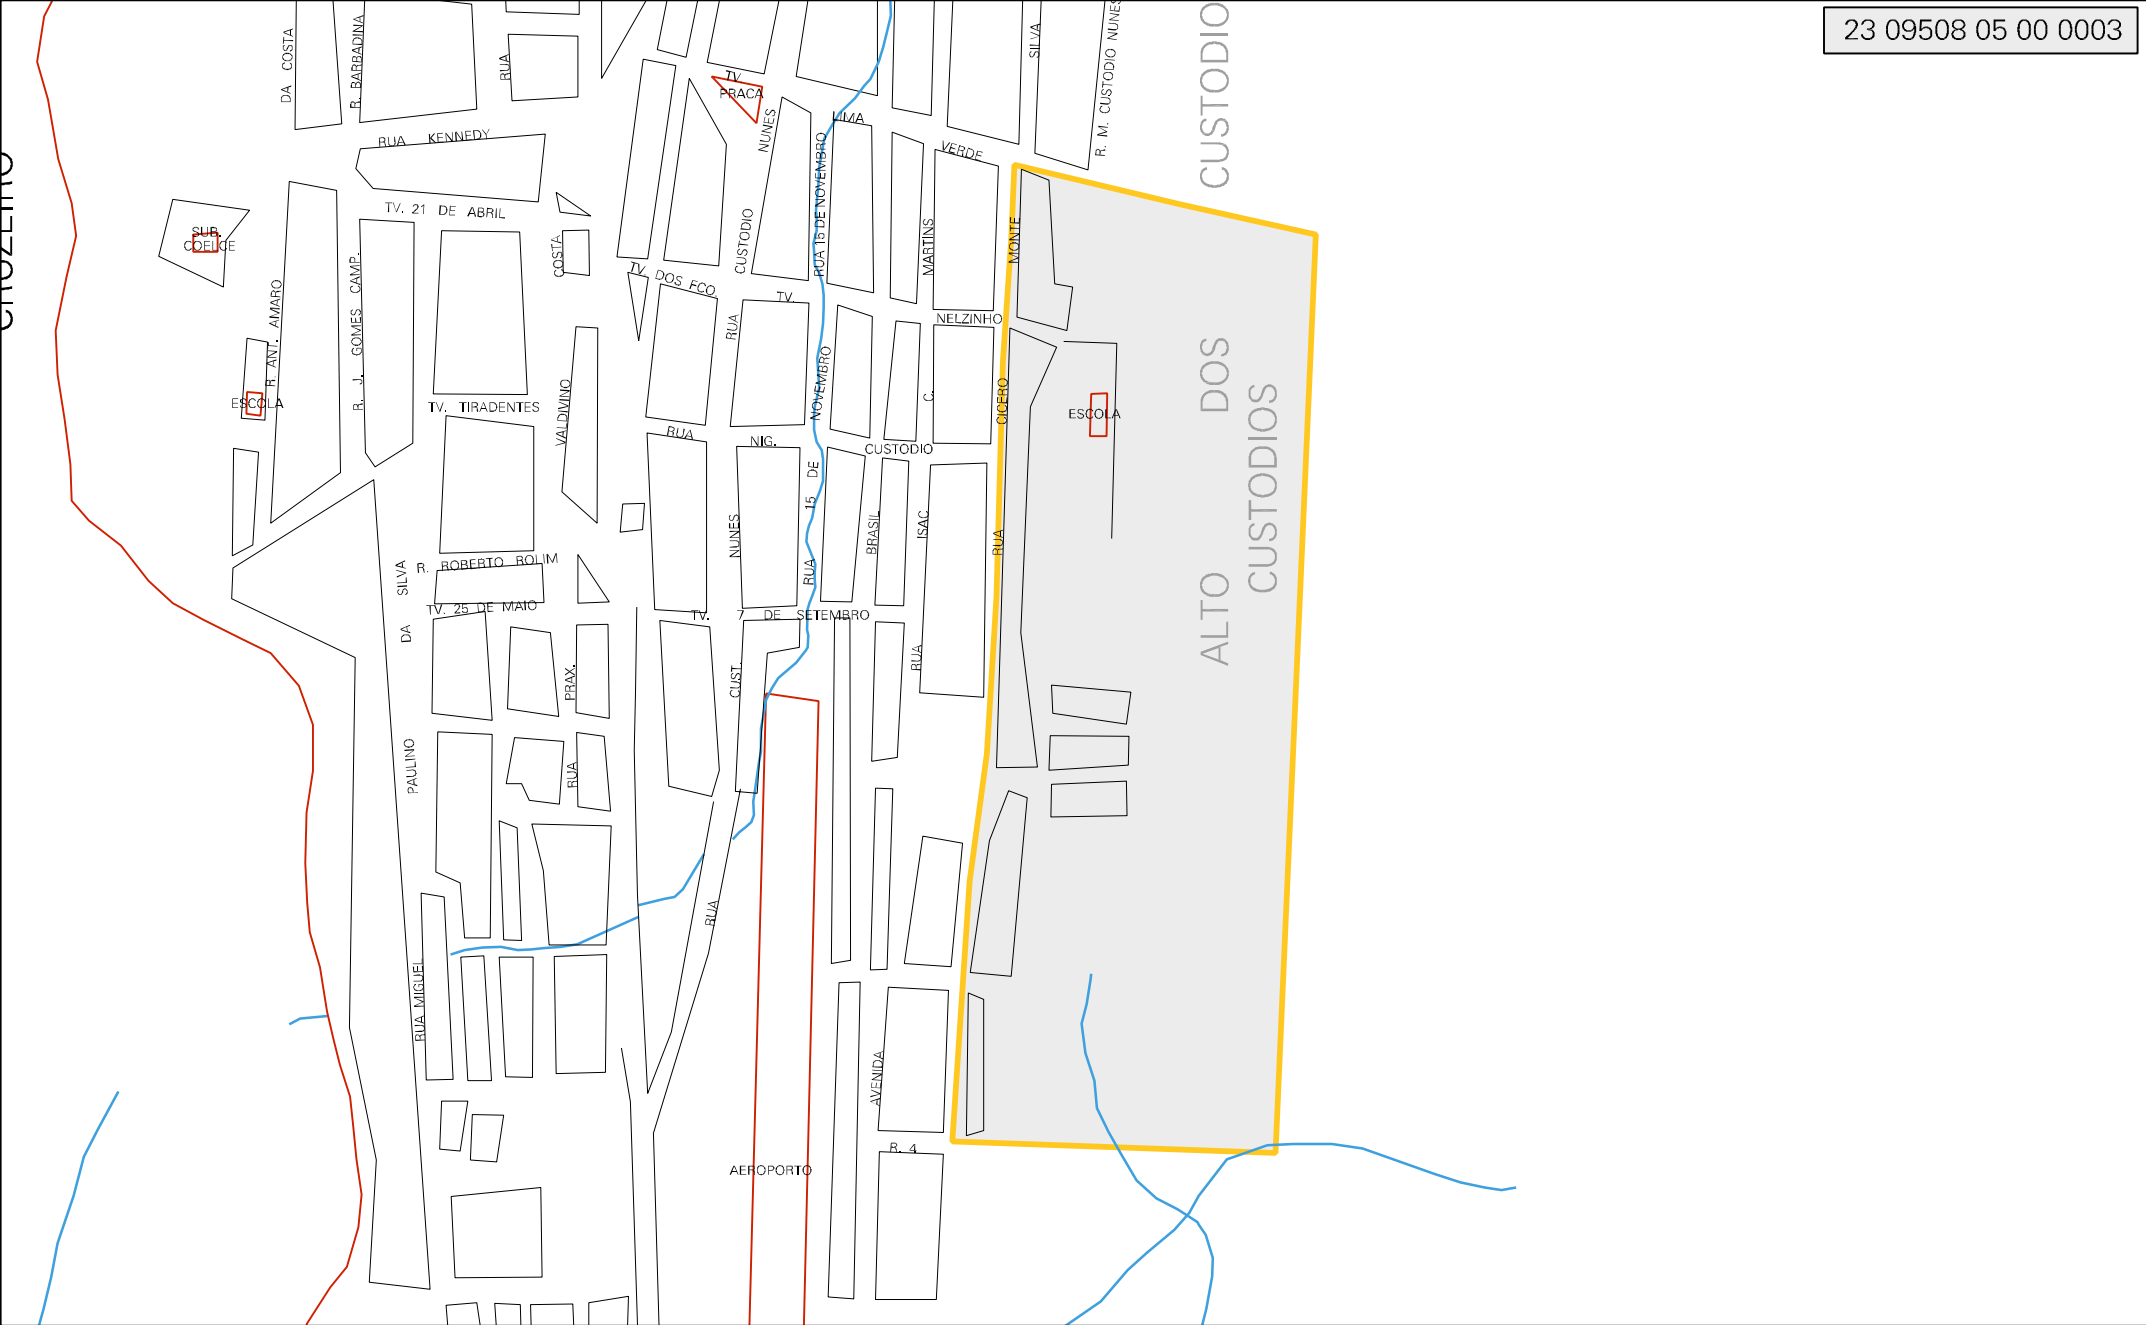 23 09508 05 00 0003
DA COSTA
R. BARBADINA
RUA
TV.
PRACA
NUNES
LIMA
SILVA
R. M. CUSTODIO NUNES
CUSTODIO
RUA KENNEDY
VERDE
TV. 21 DE ABRIL
SUB.
COELCE
COSTA
CUSTODIO
RUA 15 DE NOVEMBRO
MARTINS
MONTE
R. ANT. AMARO
R. J. GOMES CAMP.
TV. DOS FCO.
TV.
RUA
NELZINHO
ESCOLA
TV. TIRADENTES
VALDIVINO
NOVEMBRO
C.
CICERO
ESCOLA
DOS
CUSTODIOS
ALTO
RUA
NIG.
CUSTODIO
NUNES
RUA 15 DE
BRASIL
ISAC
RUA
R. ROBERTO ROLIM
SILVA
DA
TV. 25 DE MAIO
TV. 7 DE SETEMBRO
PRAX.
CUST.
RUA
PAULINO
RUA
RUA
RUA MIGUEL
AVENIDA
R. 4
AEROPORTO